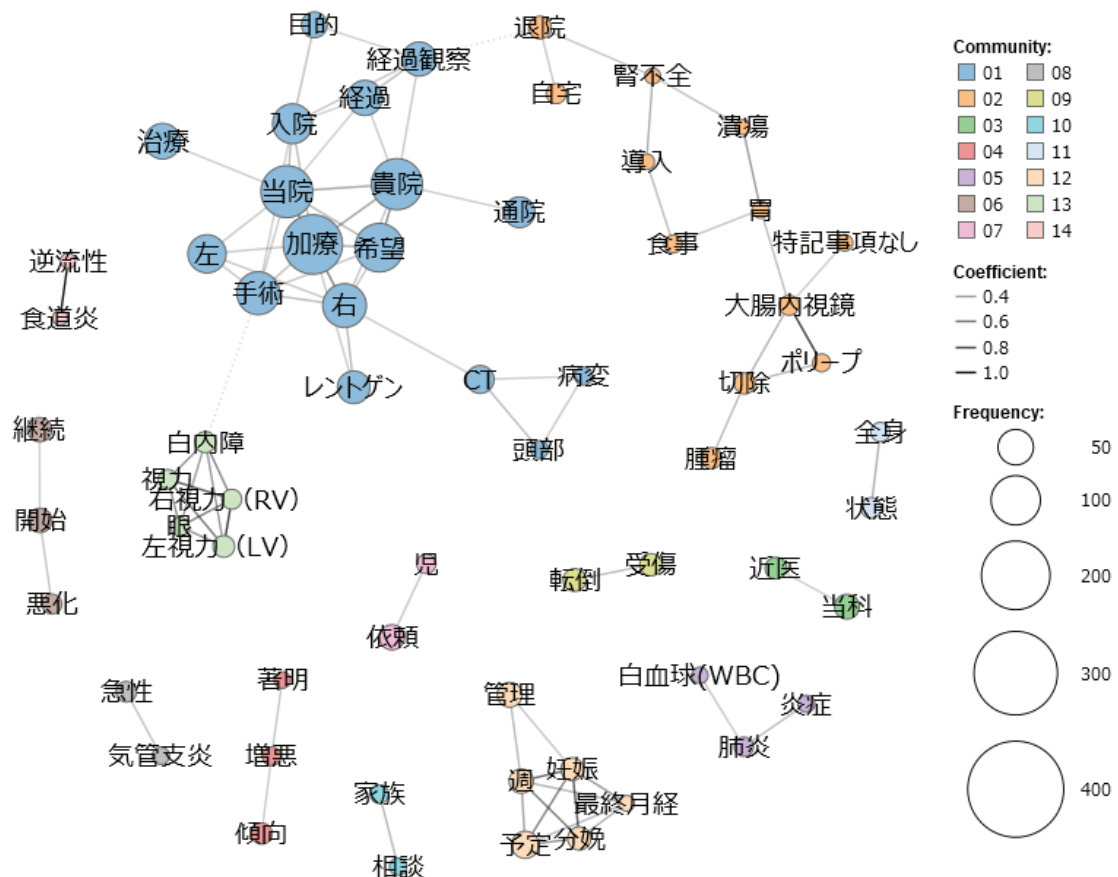 目的
退院
経過観察
腎不全
自宅
経過
入院
潰瘍
治療
導入
当院
貴院
通院
胃
左
加療
希望
食事
特記事項なし
逆流性
手術
右
大腸内視鏡
食道炎
レントゲン
CT
病変
切除
ポリープ
継続
白内障
頭部
腫瘤
全身
視力
右視力 (RV)
状態
開始
眼
左視力 (LV)
児
転倒
受傷
近医
悪化
依頼
当科
急性
著明
管理
白血球(WBC)
炎症
気管支炎
増悪
肺炎
家族
週
妊娠
最終月経
傾向
予定
分娩
相談
Community:
01 08
02 09
03 10
04 11
05 12
06 13
07 14
Coefficient:
0.4
0.6
0.8
1.0
Frequency:
50
100
200
300
400